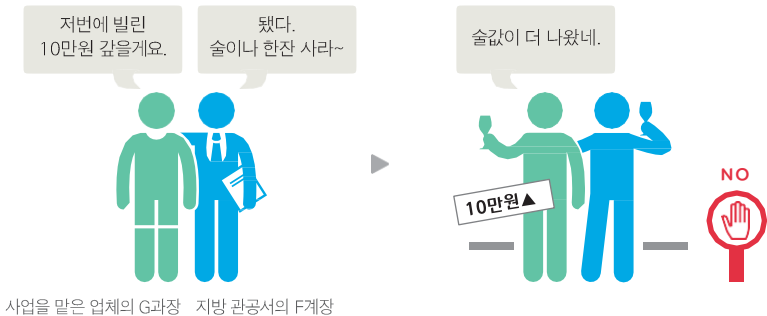 저번에 빌린
10만원 갚을게요.
됐다.
술이나 한잔 사라~
술값이 더 나왔네.
NO
10만원▲
사업을 맡은 업체의 G과장
지방 관공서의 F계장